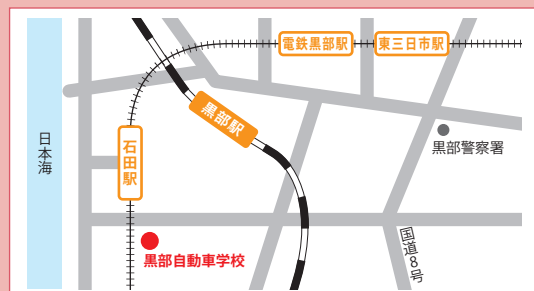 電鉄黒部駅
東三日市駅
黒部駅
日本海
石田駅
黒部警察署
国道8号
黒部自動車学校